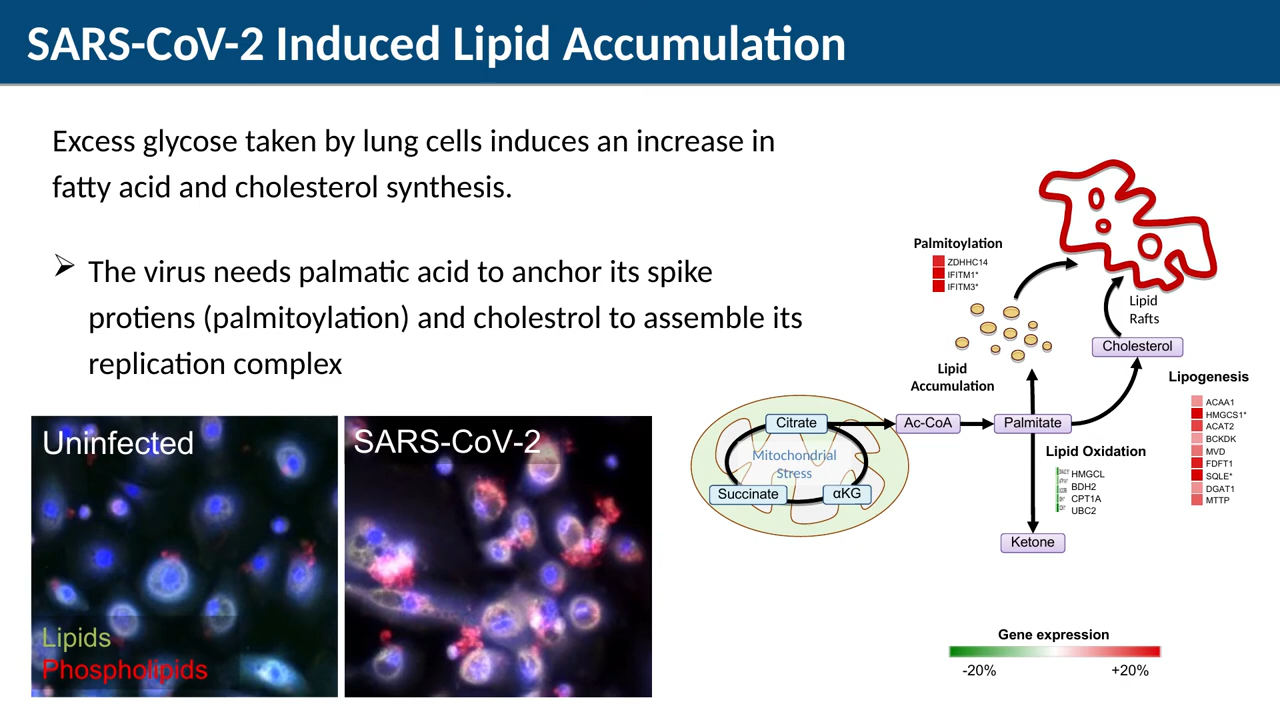 SARS-CoV-2 Induced Lipid Accumulation
Excess glycose taken by lung cells induces an increase in
fatty acid and cholesterol synthesis.
The virus needs palmatic acid to anchor its spike
protiens (palmitoylation) and cholestrol to assemble its
replication complex
Uninfected
Lipids
Phospholipids
SARS-CoV-2
Palmitoylation
ZDHHC14
IFITM1*
IFITM3*
Lipid
Rafts
Cholesterol
Lipid
Accumulation
Lipogenesis
ACAA1
HMGCS1*
ACAT2
BCKDK
MVD
FDFT1
SQLE*
DGAT1
MTTP
Citrate
Ac-CoA
Palmitate
Mitochondrial
Stress
Succinate
αKG
Lipid Oxidation
HMGCL
BDH2
CPT1A
UBC2
Ketone
Gene expression
-20%
+20%